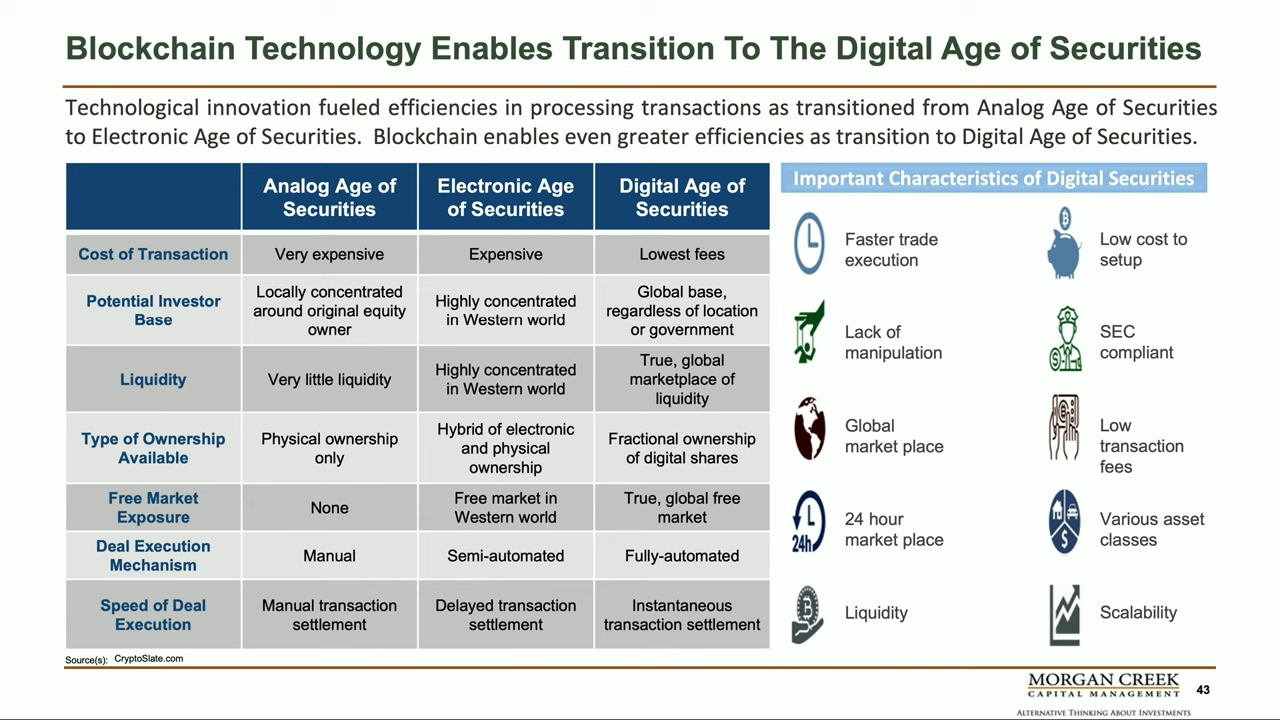 Blockchain Technology Enables Transition To The Digital Age of Securities
Technological innovation fueled efficiencies in processing transactions as transitioned from Analog Age of Securities
to Electronic Age of Securities.  Blockchain enables even greater efficiencies as transition to Digital Age of Securities.
Analog Age of
Securities
Electronic Age
of Securities
Digital Age of
Securities
Cost of Transaction
Very expensive
Expensive
Lowest fees
Potential Investor
Base
Locally concentrated
around original equity
owner
Highly concentrated
in Western world
Global base,
regardless of location
or government
Liquidity
Very little liquidity
Highly concentrated
in Western world
True, global
marketplace of
liquidity
Type of Ownership
Available
Physical ownership
only
Hybrid of electronic
and physical
ownership
Fractional ownership
of digital shares
Free Market
Exposure
None
Free market in
Western world
True, global free
market
Deal Execution
Mechanism
Manual
Semi-automated
Fully-automated
Speed of Deal
Execution
Manual transaction
settlement
Delayed transaction
settlement
Instantaneous
transaction settlement
Important Characteristics of Digital Securities
Faster trade
execution
Low cost to
setup
Lack of
manipulation
SEC
compliant
Global
market place
Low
transaction
fees
24h
24 hour
market place
Various asset
classes
Liquidity
Scalability
Source(s): CryptoSlate.com
MORGAN CREEK
CAPITAL MANAGEMENT
ALTERNATIVE THINKING ABOUT INVESTMENTS
43